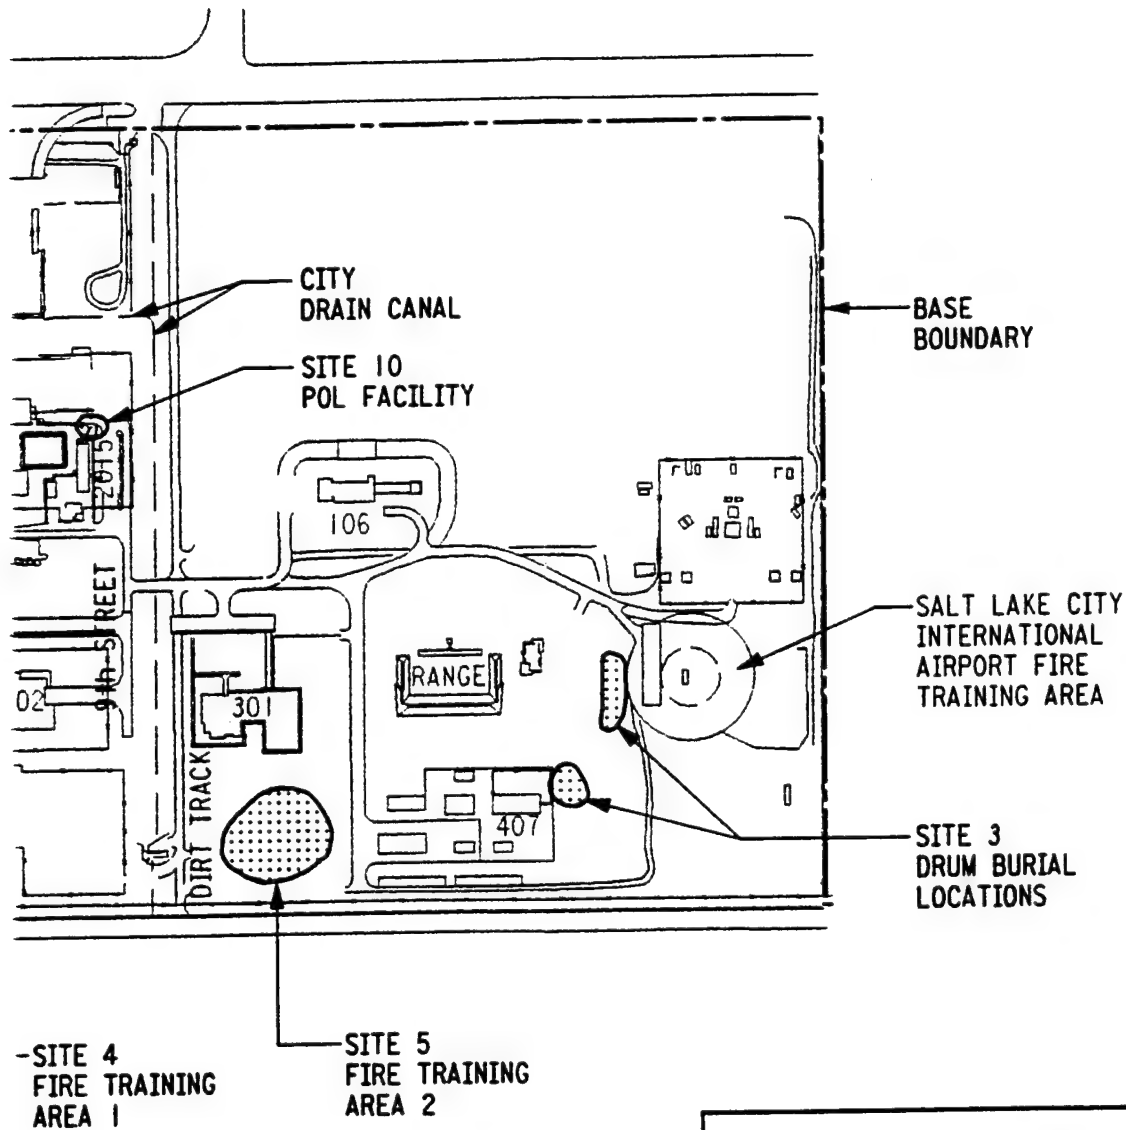 CITY
DRAIN CANAL
SITE 10
POL FACILITY
BASE
BOUNDARY
2015
106
9th STREET
SALT LAKE CITY
INTERNATIONAL
AIRPORT FIRE
TRAINING AREA
RANGE
02
301
DIRT TRACK
407
SITE 3
DRUM BURIAL
LOCATIONS
-SITE 4
FIRE TRAINING
AREA 1
SITE 5
FIRE TRAINING
AREA 2